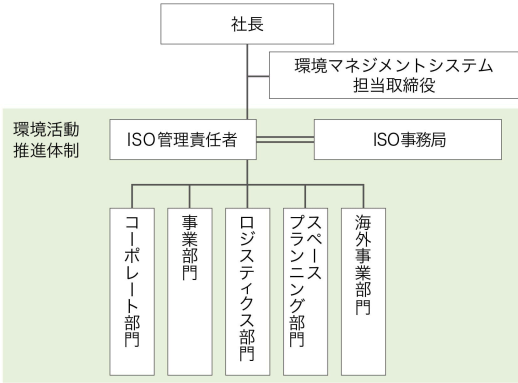 社長
環境マネジメントシステム
担当取締役
環境活動
推進体制
ISO管理責任者
ISO事務局
コーポレート部門
事業部門
ロジスティクス部門
スペース
プランニング部門
海外事業部門